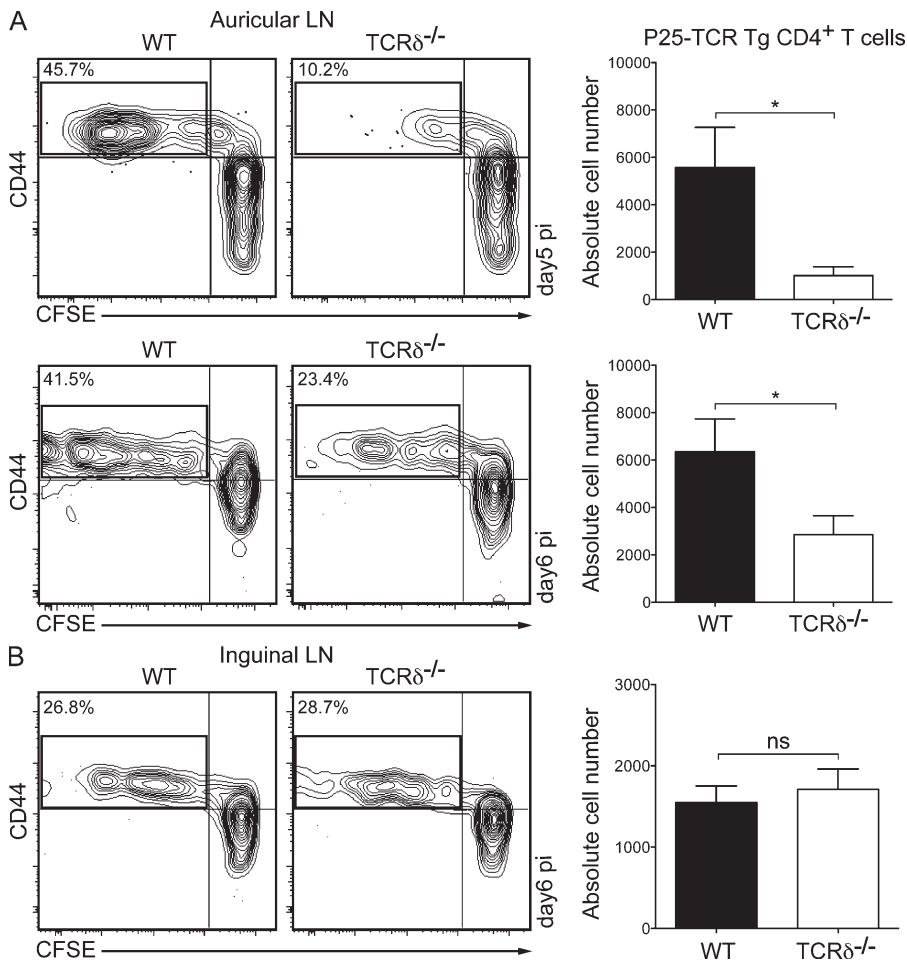 A
Auricular LN
WT
TCRδ-/-
P25-TCR Tg CD4+ T cells
45.7%
10.2%
CD44
CFSE
day5 pi
Absolute cell number
10000
8000
6000
4000
2000
0
*
WT
TCRδ-/-
WT
TCRδ-/-
41.5%
23.4%
CD44
CFSE
day6 pi
Absolute cell number
10000
8000
6000
4000
2000
0
*
WT
TCRδ-/-
B
Inguinal LN
WT
TCRδ-/-
26.8%
28.7%
CD44
CFSE
day6 pi
Absolute cell number
3000
2000
1000
0
ns
WT
TCRδ-/-